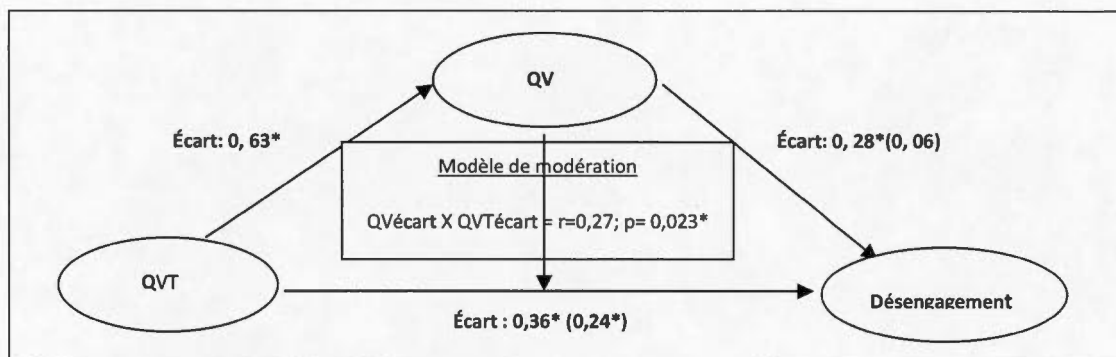 QV
Écart: 0, 63*
Écart: 0, 28*(0, 06)
Modèle de modération
QVécart X QVTécart = r=0,27; p= 0,023*
QVT
Désengagement
Écart : 0,36* (0,24*)